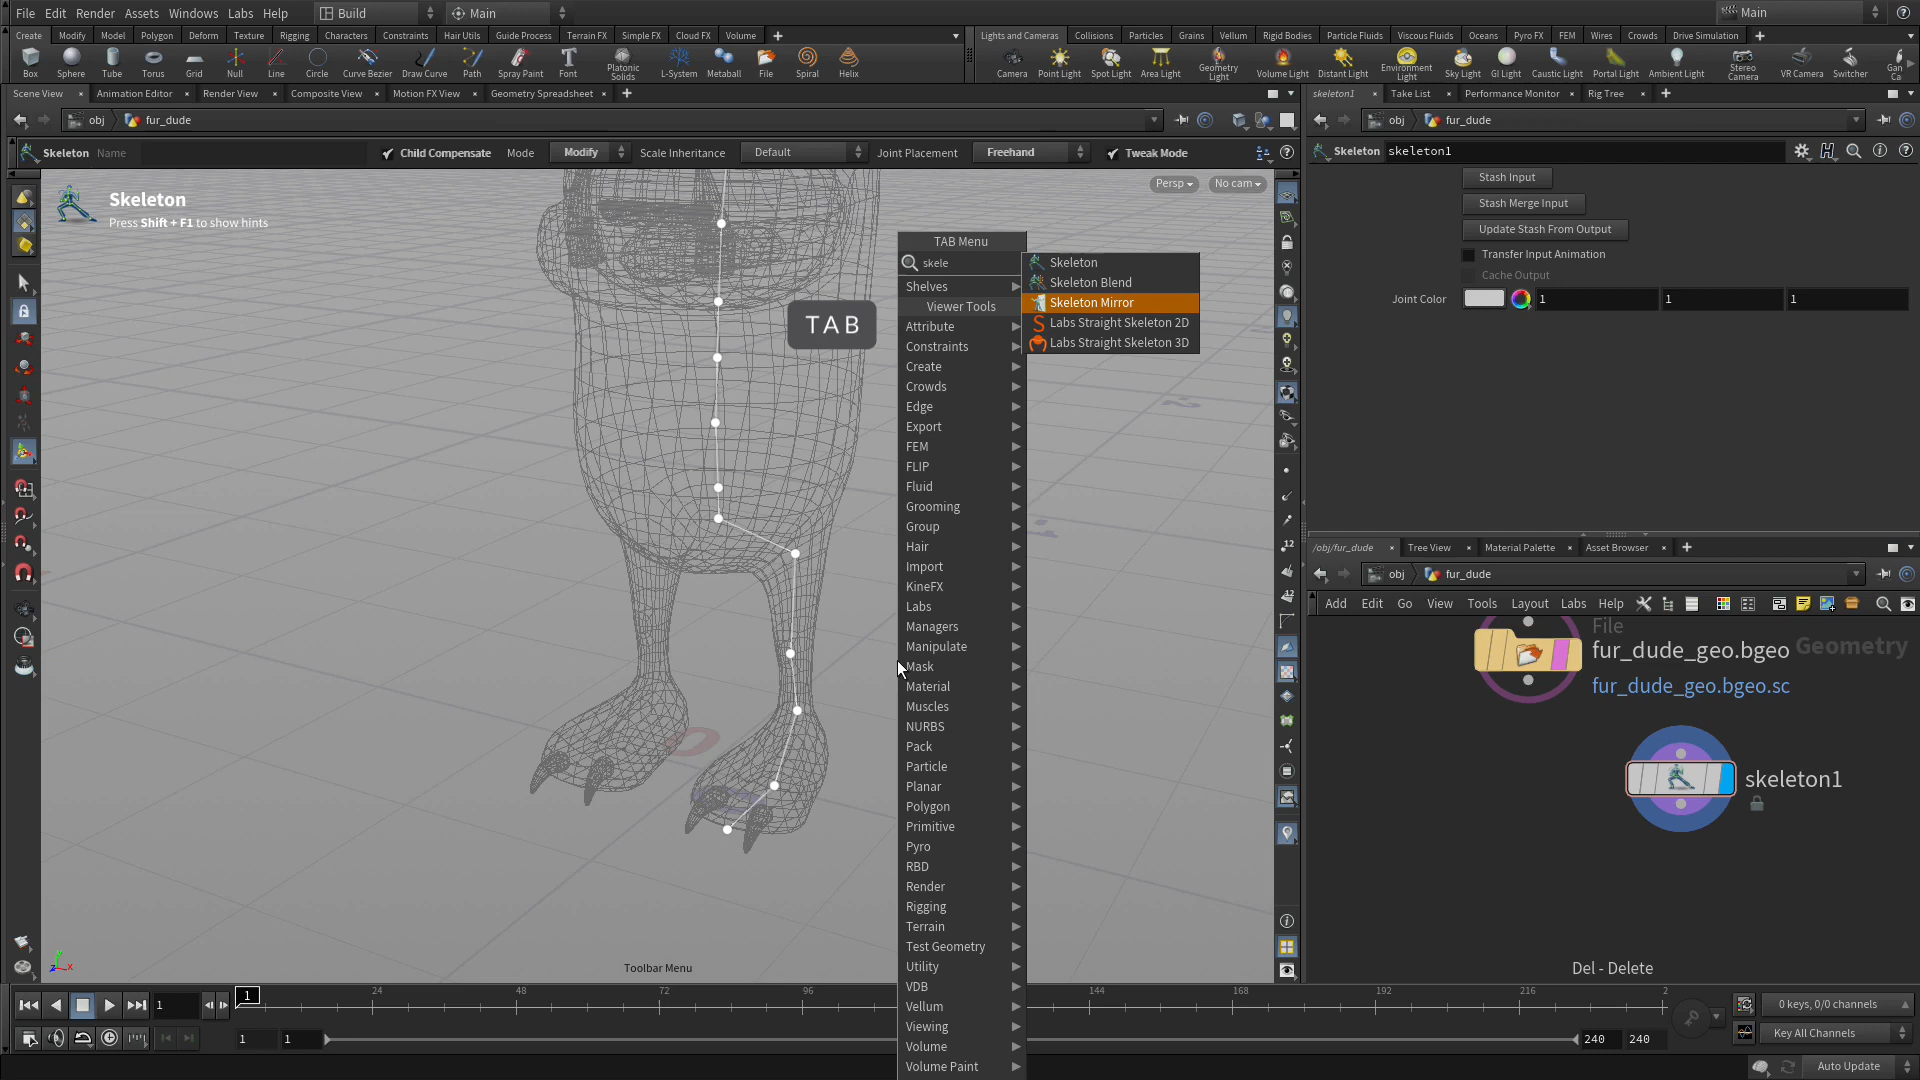 File Edit Render Assets Windows Labs Help Build Main Main
Create Modify Model Polygon Deform Texture Rigging Characters Constraints Hair Utils Guide Process Terrain FX Simple FX Cloud FX Volume
Lights and Cameras Collisions Particles Grains Vellum Rigid Bodies Particle Fluids Viscous Fluids Oceans Pyro FX FEM Wires Crowds Drive Simulation
Box Sphere Tube Torus Grid Null Line Circle Curve Bezier Draw Curve Path Spray Paint Font Platonic Solids L-System Metaball File Spiral Helix
Camera Point Light Spot Light Area Light Geometry Light Volume Light Distant Light Environment Light Sky Light GI Light Caustic Light Portal Light Ambient Light Stereo Camera VR Camera Switcher Gan Ca
Scene View Animation Editor Render View Composite View Motion FX View Geometry Spreadsheet
skeleton1 Take List Performance Monitor Rig Tree
obj fur_dude
obj fur_dude
Skeleton Name Child Compensate Mode Modify Scale Inheritance Default Joint Placement Freehand Tweak Mode
Skeleton skeleton1
Stash Input
Stash Merge Input
Update Stash From Output
Transfer Input Animation
Cache Output
Joint Color 1 1 1
Skeleton
Press Shift + F1 to show hints
Persp No cam
TAB
TAB Menu
skele
Shelves
Viewer Tools
Attribute
Constraints
Create
Crowds
Edge
Export
FEM
FLIP
Fluid
Grooming
Group
Hair
Import
KineFX
Labs
Managers
Manipulate
Mask
Material
Muscles
NURBS
Pack
Particle
Planar
Polygon
Primitive
Pyro
RBD
Render
Rigging
Terrain
Test Geometry
Utility
VDB
Vellum
Viewing
Volume
Volume Paint
Skeleton
Skeleton Blend
Skeleton Mirror
Labs Straight Skeleton 2D
Labs Straight Skeleton 3D
12
12
/obj/fur_dude Tree View Material Palette Asset Browser
obj fur_dude
Add Edit Go View Tools Layout Labs Help
File
fur_dude_geo.bgeo
Geometry
fur_dude_geo.bgeo.sc
skeleton1
Del - Delete
z x y
Toolbar Menu
1 1 24 48 72 96 144 168 192 216 2
0 keys, 0/0 channels
1 1 240 240
Key All Channels
Auto Update